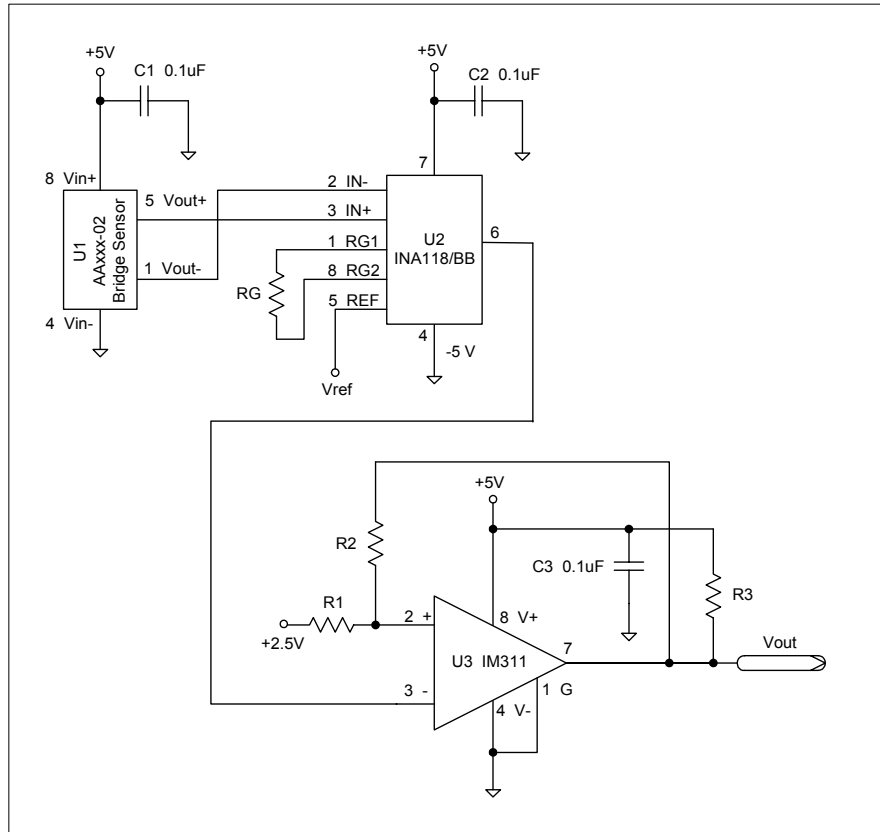 +5V
C1 0.1uF
+5V
C2 0.1uF
8 Vin+
5 Vout+
1 Vout-
4 Vin-
U1
AAxxx-02
Bridge Sensor
7
2 IN-
3 IN+
1 RG1
8 RG2
5 REF
U2
INA118/BB
6
RG
4
-5 V
Vref
+5V
R2
C3 0.1uF
R3
R1
+2.5V
2 +
8 V+
7
Vout
U3 IM311
1 G
3 -
4 V-